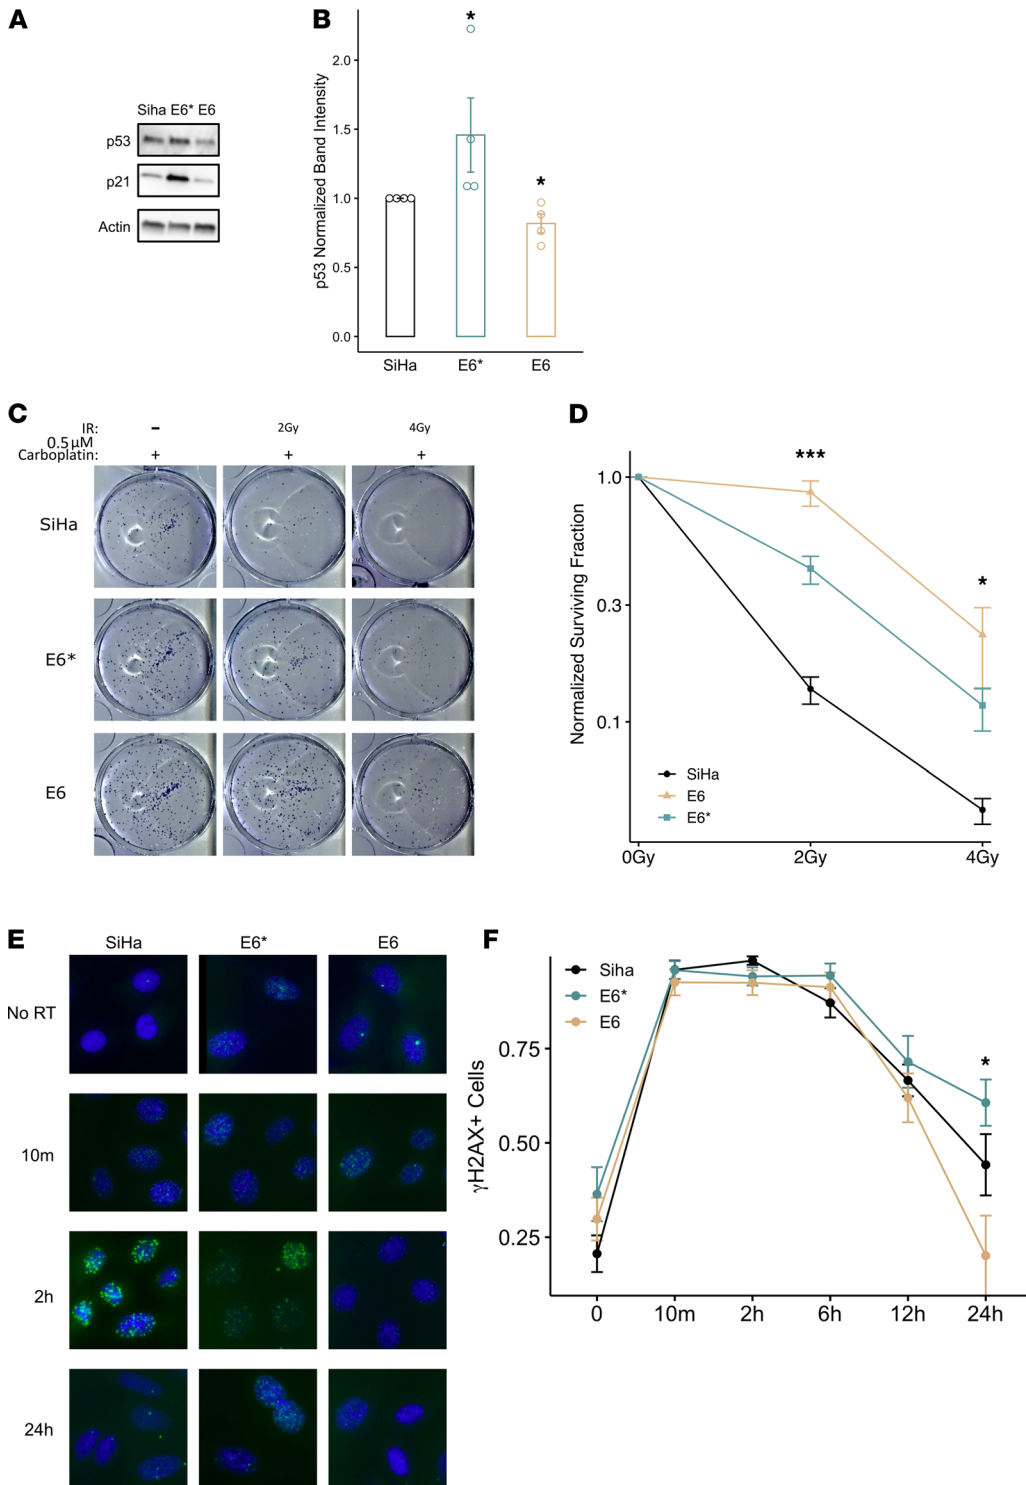 A
Siha E6* E6
p53
p21
Actin
B
*
*
p53 Normalized Band Intensity
2.0
1.5
1.0
0.5
0.0
SiHa E6* E6
C
IR: – 2Gy 4Gy
0.5 µM
Carboplatin: + + +
SiHa
E6*
E6
D
***
*
Normalized Surviving Fraction
1.0
0.3
0.1
SiHa
E6
E6*
0Gy 2Gy 4Gy
E
SiHa E6* E6
No RT
10m
2h
24h
F
Siha
E6*
E6
*
γH2AX+ Cells
0.75
0.50
0.25
0 10m 2h 6h 12h 24h